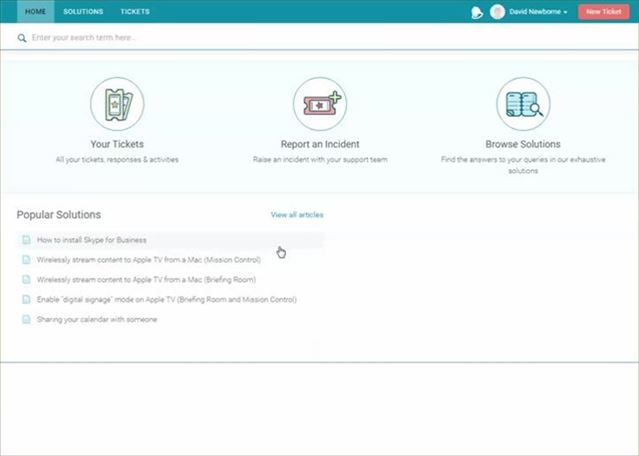 HOME SOLUTIONS TICKETS David Newborne New Ticket
Enter your search term here...
Your Tickets Report an Incident Browse Solutions
All your tickets, responses & activities Raise an incident with your support team Find the answers to your queries in our exhaustive
solutions
Popular Solutions View all articles
How to install Skype for Business
Wirelessly stream content to Apple TV from a Mac (Mission Control)
Wirelessly stream content to Apple TV from a Mac (Briefing Room)
Enable "digital signage" mode on Apple TV (Briefing Room and Mission Control)
Sharing your calendar with someone